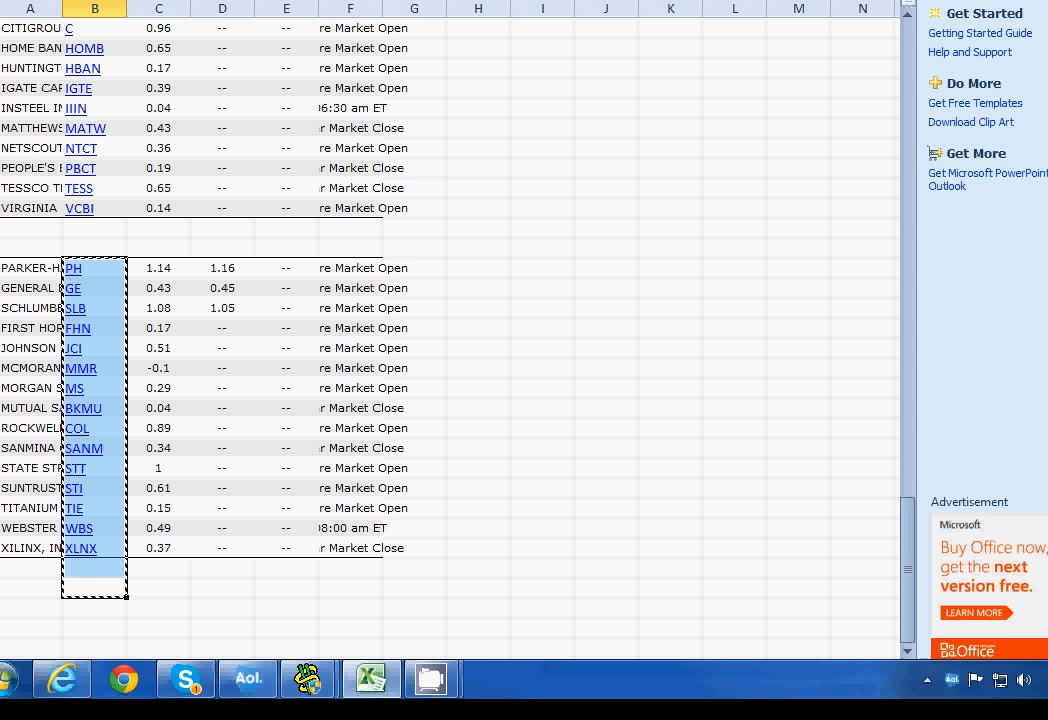 A B C D E F G H I J K L M N
CITIGROU C 0.96 -- -- re Market Open
HOME BAN HOMB 0.65 -- -- re Market Open
HUNTINGT HBAN 0.17 -- -- re Market Open
IGATE CAF IGTE 0.39 -- -- re Market Open
INSTEEL IN IIIN 0.04 -- -- 06:30 am ET
MATTHEWS MATW 0.43 -- -- r Market Close
NETSCOUT NTCT 0.36 -- -- re Market Open
PEOPLE'S PBCT 0.19 -- -- r Market Close
TESSCO TI TESS 0.65 -- -- r Market Close
VIRGINIA VCBI 0.14 -- -- re Market Open
PARKER-H PH 1.14 1.16 -- re Market Open
GENERAL GE 0.43 0.45 -- re Market Open
SCHLUMBE SLB 1.08 1.05 -- re Market Open
FIRST HOR FHN 0.17 -- -- re Market Open
JOHNSON JCI 0.51 -- -- re Market Open
MCMORAN MMR -0.1 -- -- re Market Open
MORGAN S MS 0.29 -- -- re Market Open
MUTUAL S BKMU 0.04 -- -- r Market Close
ROCKWEL COL 0.89 -- -- re Market Open
SANMINA SANM 0.34 -- -- r Market Close
STATE STR STT 1 -- -- re Market Open
SUNTRUST STI 0.61 -- -- re Market Open
TITANIUM TIE 0.15 -- -- re Market Open
WEBSTER WBS 0.49 -- -- 08:00 am ET
XILINX, IN XLNX 0.37 -- -- r Market Close
Get Started
Getting Started Guide
Help and Support
Do More
Get Free Templates
Download Clip Art
Get More
Get Microsoft PowerPoint
Outlook
Advertisement
Microsoft
Buy Office now,
get the next
version free.
LEARN MORE
Office
Aol.
Aol.